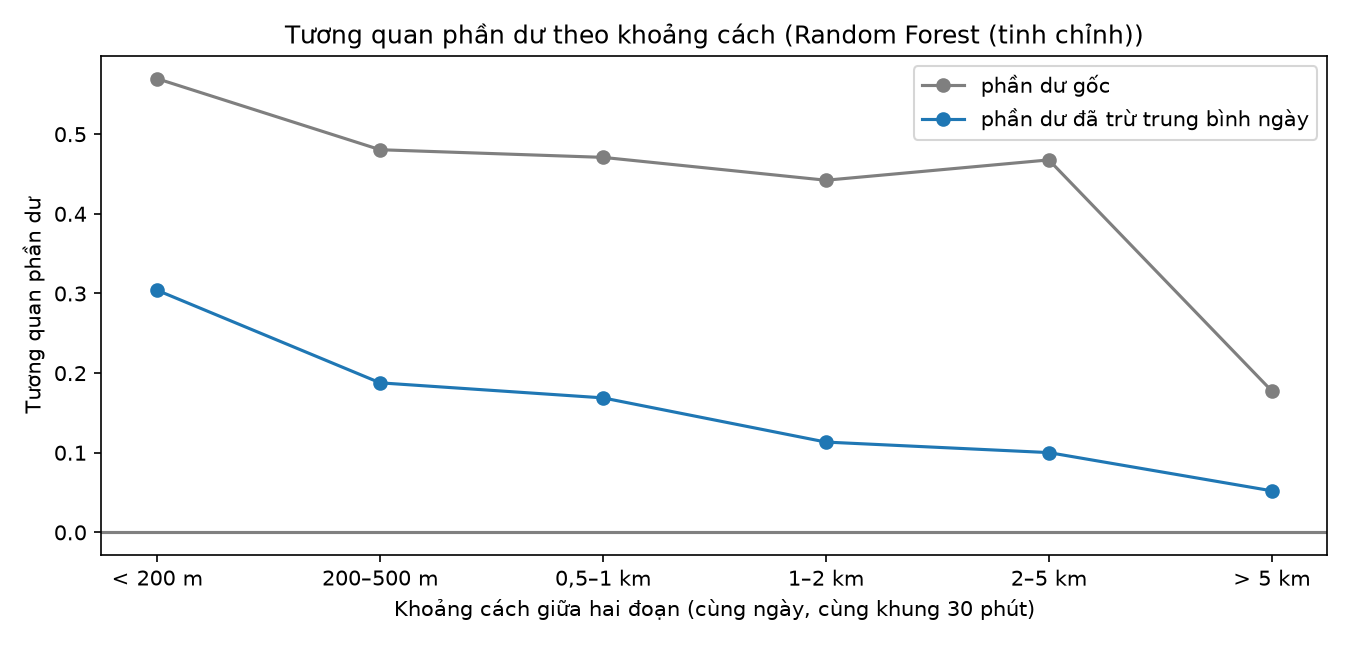 Tương quan phần dư theo khoảng cách (Random Forest (tinh chỉnh))
phần dư gốc
phần dư đã trừ trung bình ngày
Tương quan phần dư
0.5
0.4
0.3
0.2
0.1
0.0
< 200 m
200–500 m
0,5–1 km
1–2 km
2–5 km
> 5 km
Khoảng cách giữa hai đoạn (cùng ngày, cùng khung 30 phút)